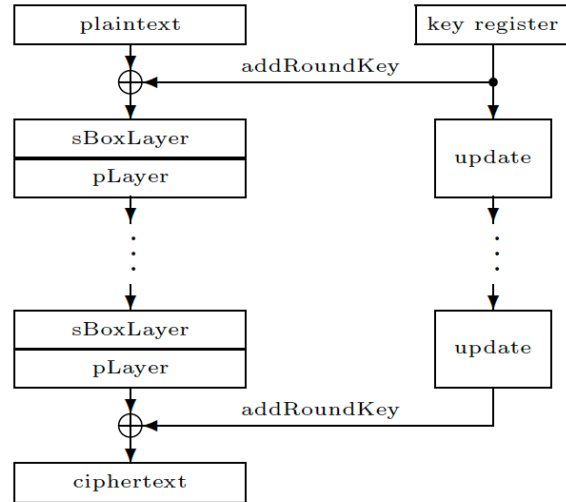 plaintext
key register
addRoundKey
sBoxLayer
pLayer
update
sBoxLayer
pLayer
update
addRoundKey
ciphertext